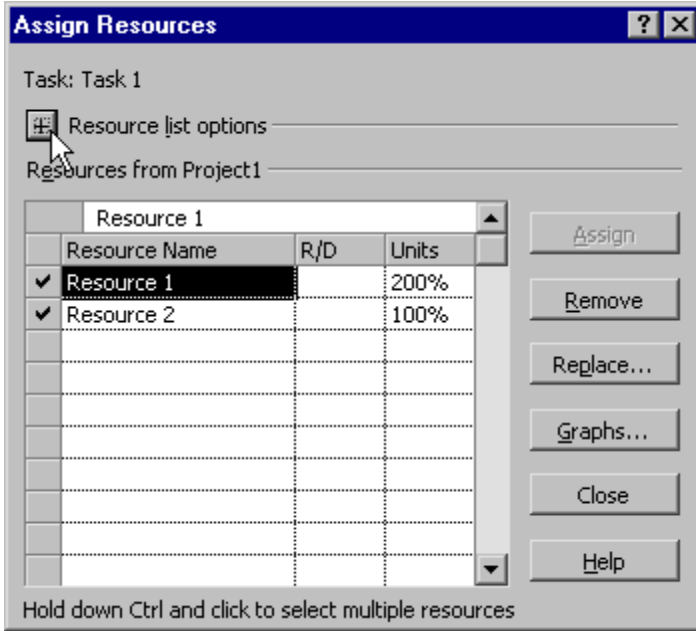 Assign Resources
Task: Task 1
Resource list options
Resources from Project1
Resource 1
Resource Name R/D Units
Resource 1 200%
Resource 2 100%
Assign
Remove
Replace...
Graphs...
Close
Help
Hold down Ctrl and click to select multiple resources